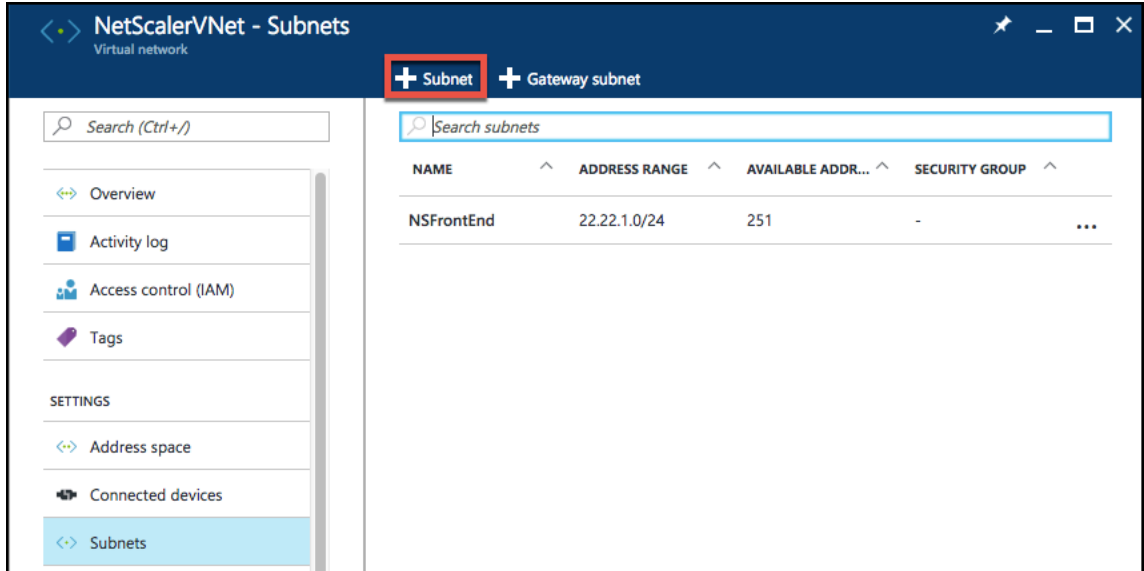 NetScalerVNet - Subnets
Virtual network
Subnet
Gateway subnet
Search (Ctrl+/)
Overview
Activity log
Access control (IAM)
Tags
SETTINGS
Address space
Connected devices
Subnets
Search subnets
NAME ADDRESS RANGE AVAILABLE ADDR... SECURITY GROUP
NSFrontEnd 22.22.1.0/24 251 - ...